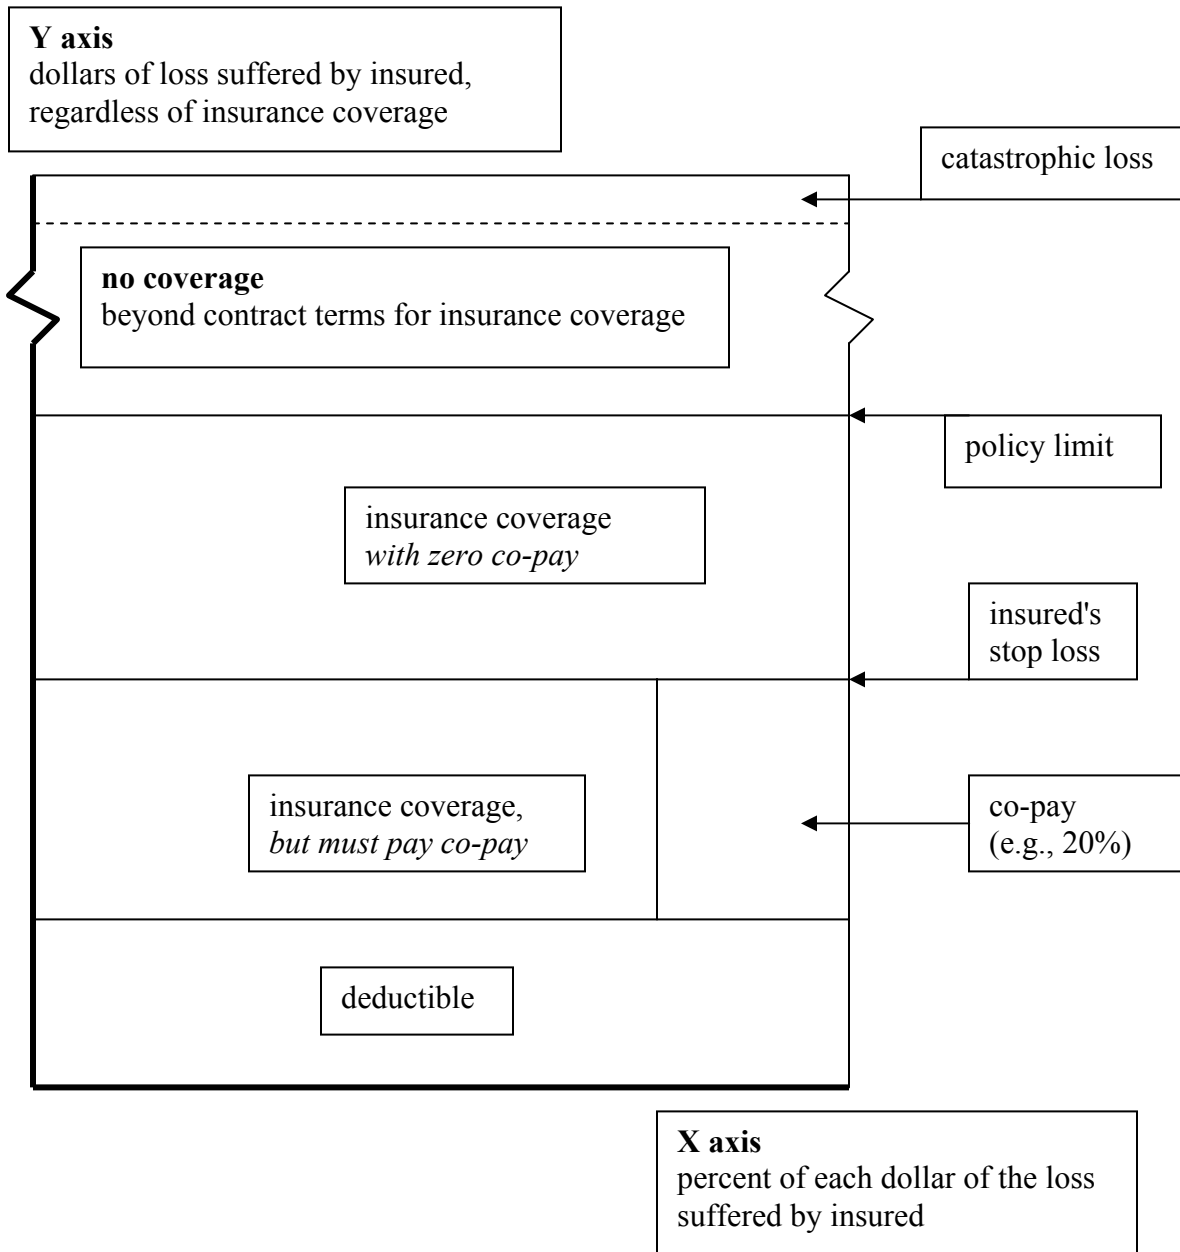 Y axis
dollars of loss suffered by insured,
regardless of insurance coverage
catastrophic loss
no coverage
beyond contract terms for insurance coverage
policy limit
insurance coverage
with zero co-pay
insured's
stop loss
insurance coverage,
but must pay co-pay
co-pay
(e.g., 20%)
deductible
X axis
percent of each dollar of the loss
suffered by insured